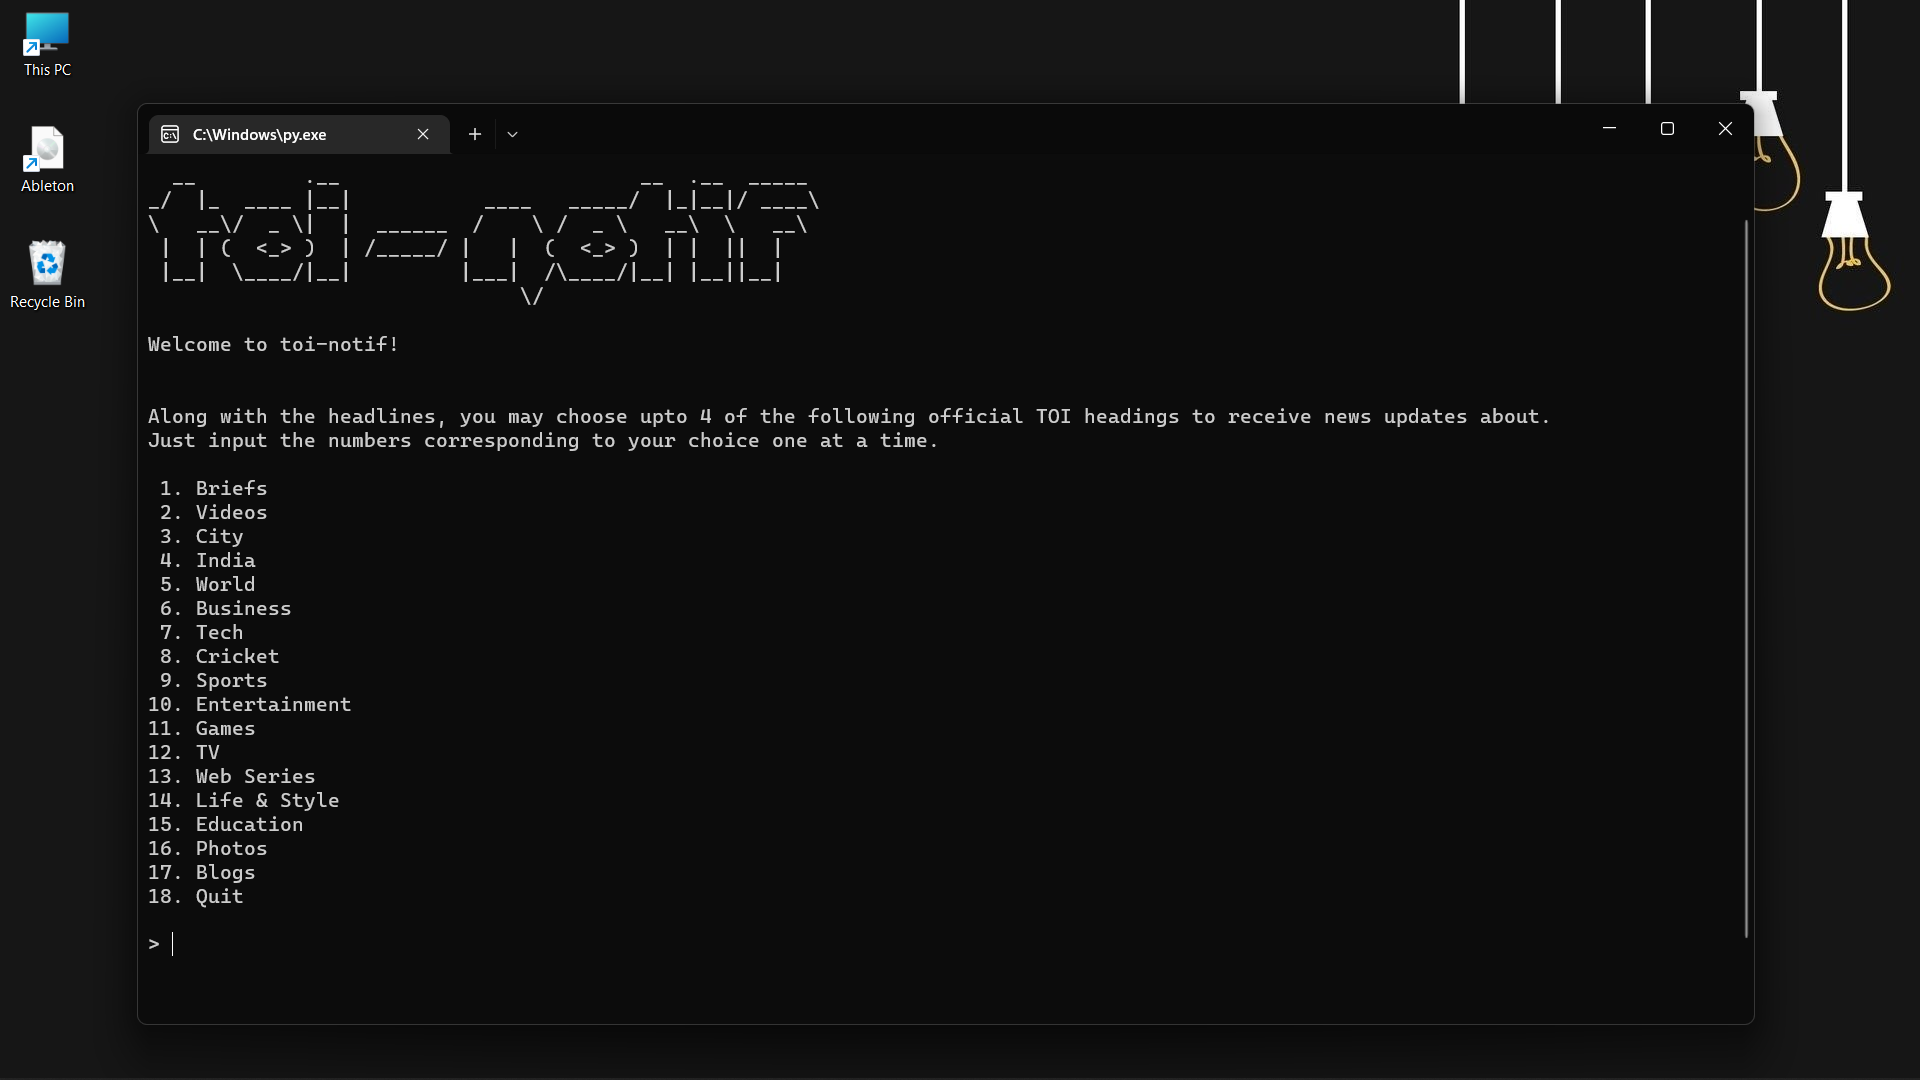 This PC
Ableton
Recycle Bin
C:\Windows\py.exe
toi-notif
Welcome to toi-notif!
Along with the headlines, you may choose upto 4 of the following official TOI headings to receive news updates about.
Just input the numbers corresponding to your choice one at a time.
1. Briefs
2. Videos
3. City
4. India
5. World
6. Business
7. Tech
8. Cricket
9. Sports
10. Entertainment
11. Games
12. TV
13. Web Series
14. Life & Style
15. Education
16. Photos
17. Blogs
18. Quit
>